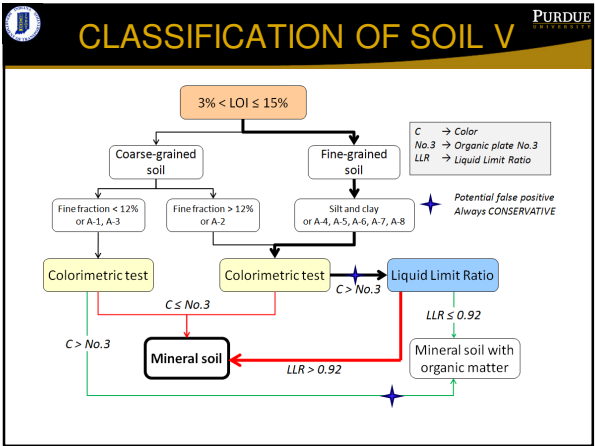 PURDUE
UNIVERSITY
CLASSIFICATION OF SOIL V
3% < LOI ≤ 15%
C → Color
No.3 → Organic plate No.3
LLR → Liquid Limit Ratio
Coarse-grained
soil
Fine-grained
soil
Potential false positive
Always CONSERVATIVE
Fine fraction < 12%
or A-1, A-3
Fine fraction > 12%
or A-2
Silt and clay
or A-4, A-5, A-6, A-7, A-8
Colorimetric test
Colorimetric test
Liquid Limit Ratio
C > No.3
C ≤ No.3
LLR ≤ 0.92
C > No.3
Mineral soil
Mineral soil with
organic matter
LLR > 0.92